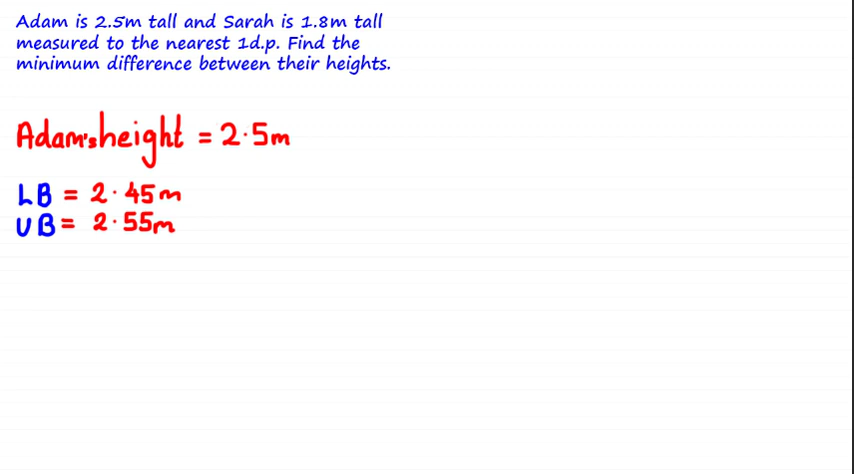 Adam is 2.5m tall and Sarah is 1.8m tall
measured to the nearest 1d.p. Find the
minimum difference between their heights.
Adam's height = 2.5m
LB = 2.45m
UB = 2.55m